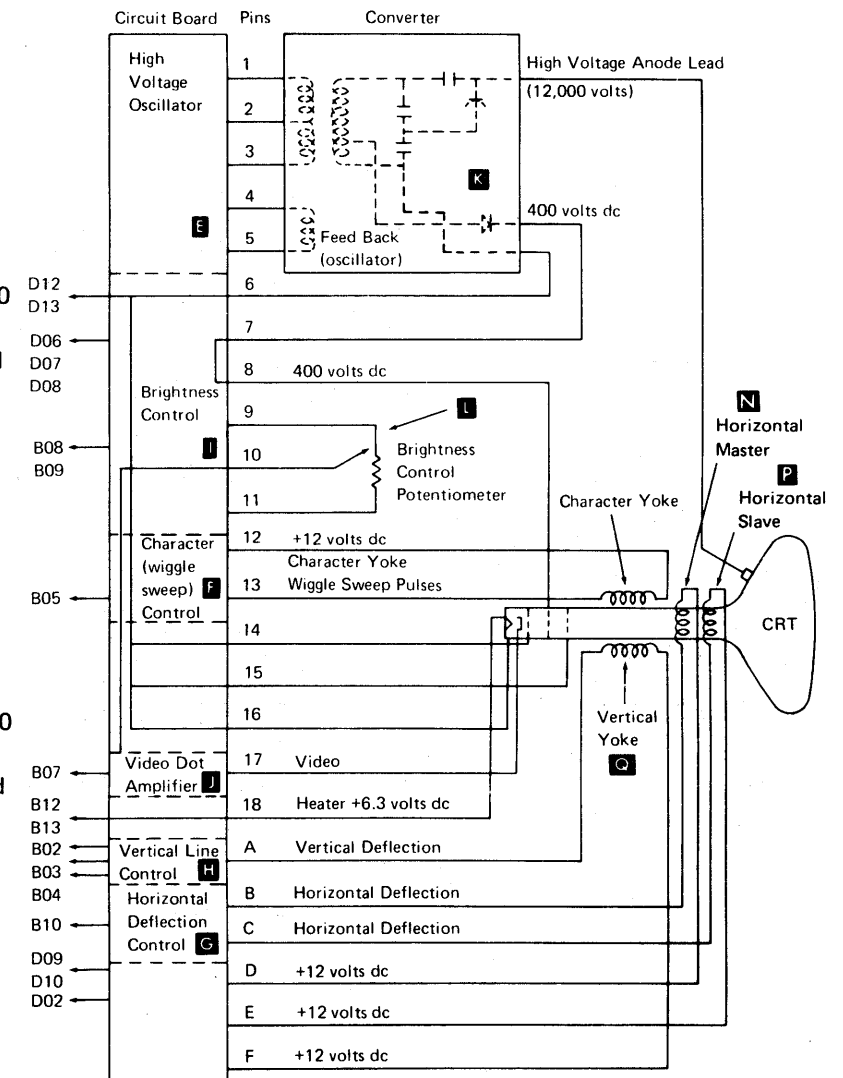 Circuit Board Pins Converter
High
Voltage
Oscillator
E
1
2
3
4
5
High Voltage Anode Lead
(12,000 volts)
K
400 volts dc
Feed Back
(oscillator)
D12
D13
0
6
D06
D07
D08
7
8 400 volts dc
Brightness
Control
I
B08
B09
9
10
11
L
Brightness
Control
Potentiometer
N
Horizontal
Master
P
Horizontal
Slave
Character Yoke
CRT
12 +12 volts dc
Character
(wiggle
sweep) F
Control
Character Yoke
13 Wiggle Sweep Pulses
B05
14
15
16
0
Vertical
Yoke
Q
Video Dot
Amplifier J
17 Video
B07
d
B12
B13
18 Heater +6.3 volts dc
B02
B03
B04
Vertical Line
Control H
A Vertical Deflection
Horizontal
Deflection
Control G
B Horizontal Deflection
B10
C Horizontal Deflection
D09
D10
D02
D +12 volts dc
E +12 volts dc
F +12 volts dc